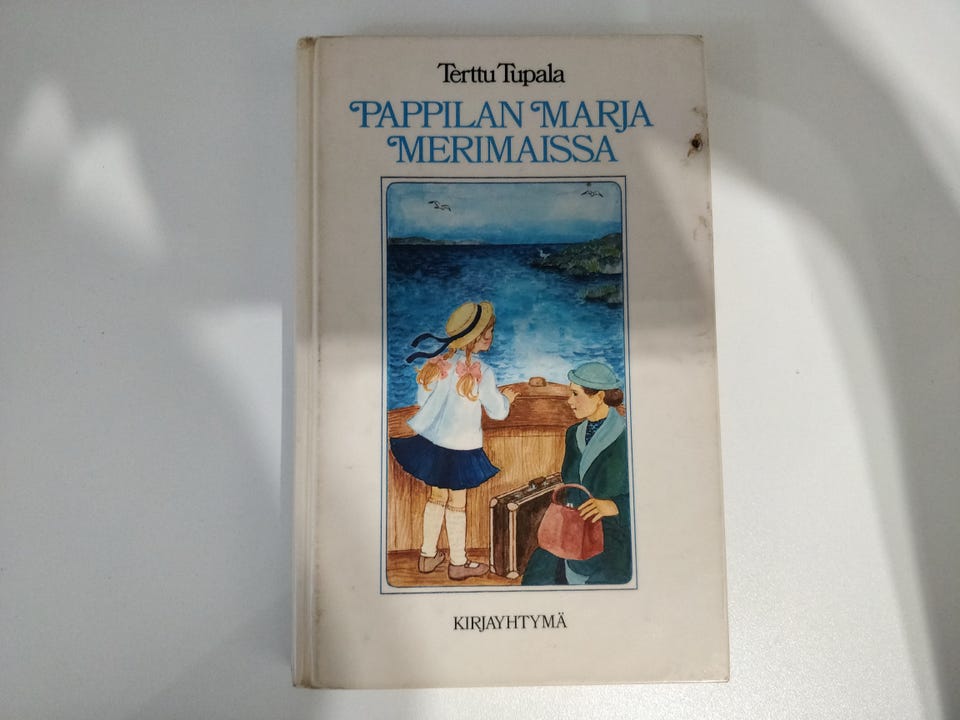 Terttu Tupala
PAPPILAN MARJA
MERIMAISSA
KIRJAYHTYMÄ